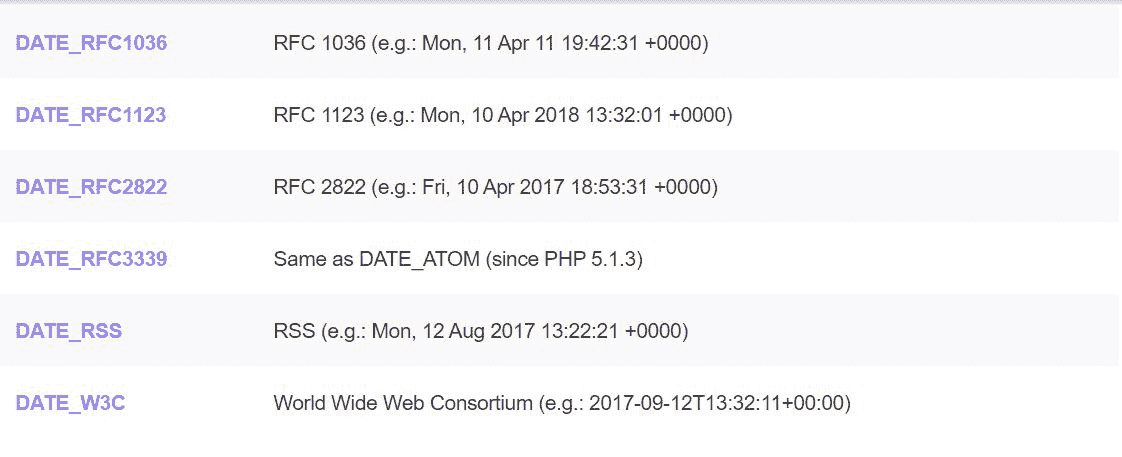 DATE_RFC1036 RFC 1036 (e.g.: Mon, 11 Apr 11 19:42:31 +0000)
DATE_RFC1123 RFC 1123 (e.g.: Mon, 10 Apr 2018 13:32:01 +0000)
DATE_RFC2822 RFC 2822 (e.g.: Fri, 10 Apr 2017 18:53:31 +0000)
DATE_RFC3339 Same as DATE_ATOM (since PHP 5.1.3)
DATE_RSS RSS (e.g.: Mon, 12 Aug 2017 13:22:21 +0000)
DATE_W3C World Wide Web Consortium (e.g.: 2017-09-12T13:32:11+00:00)